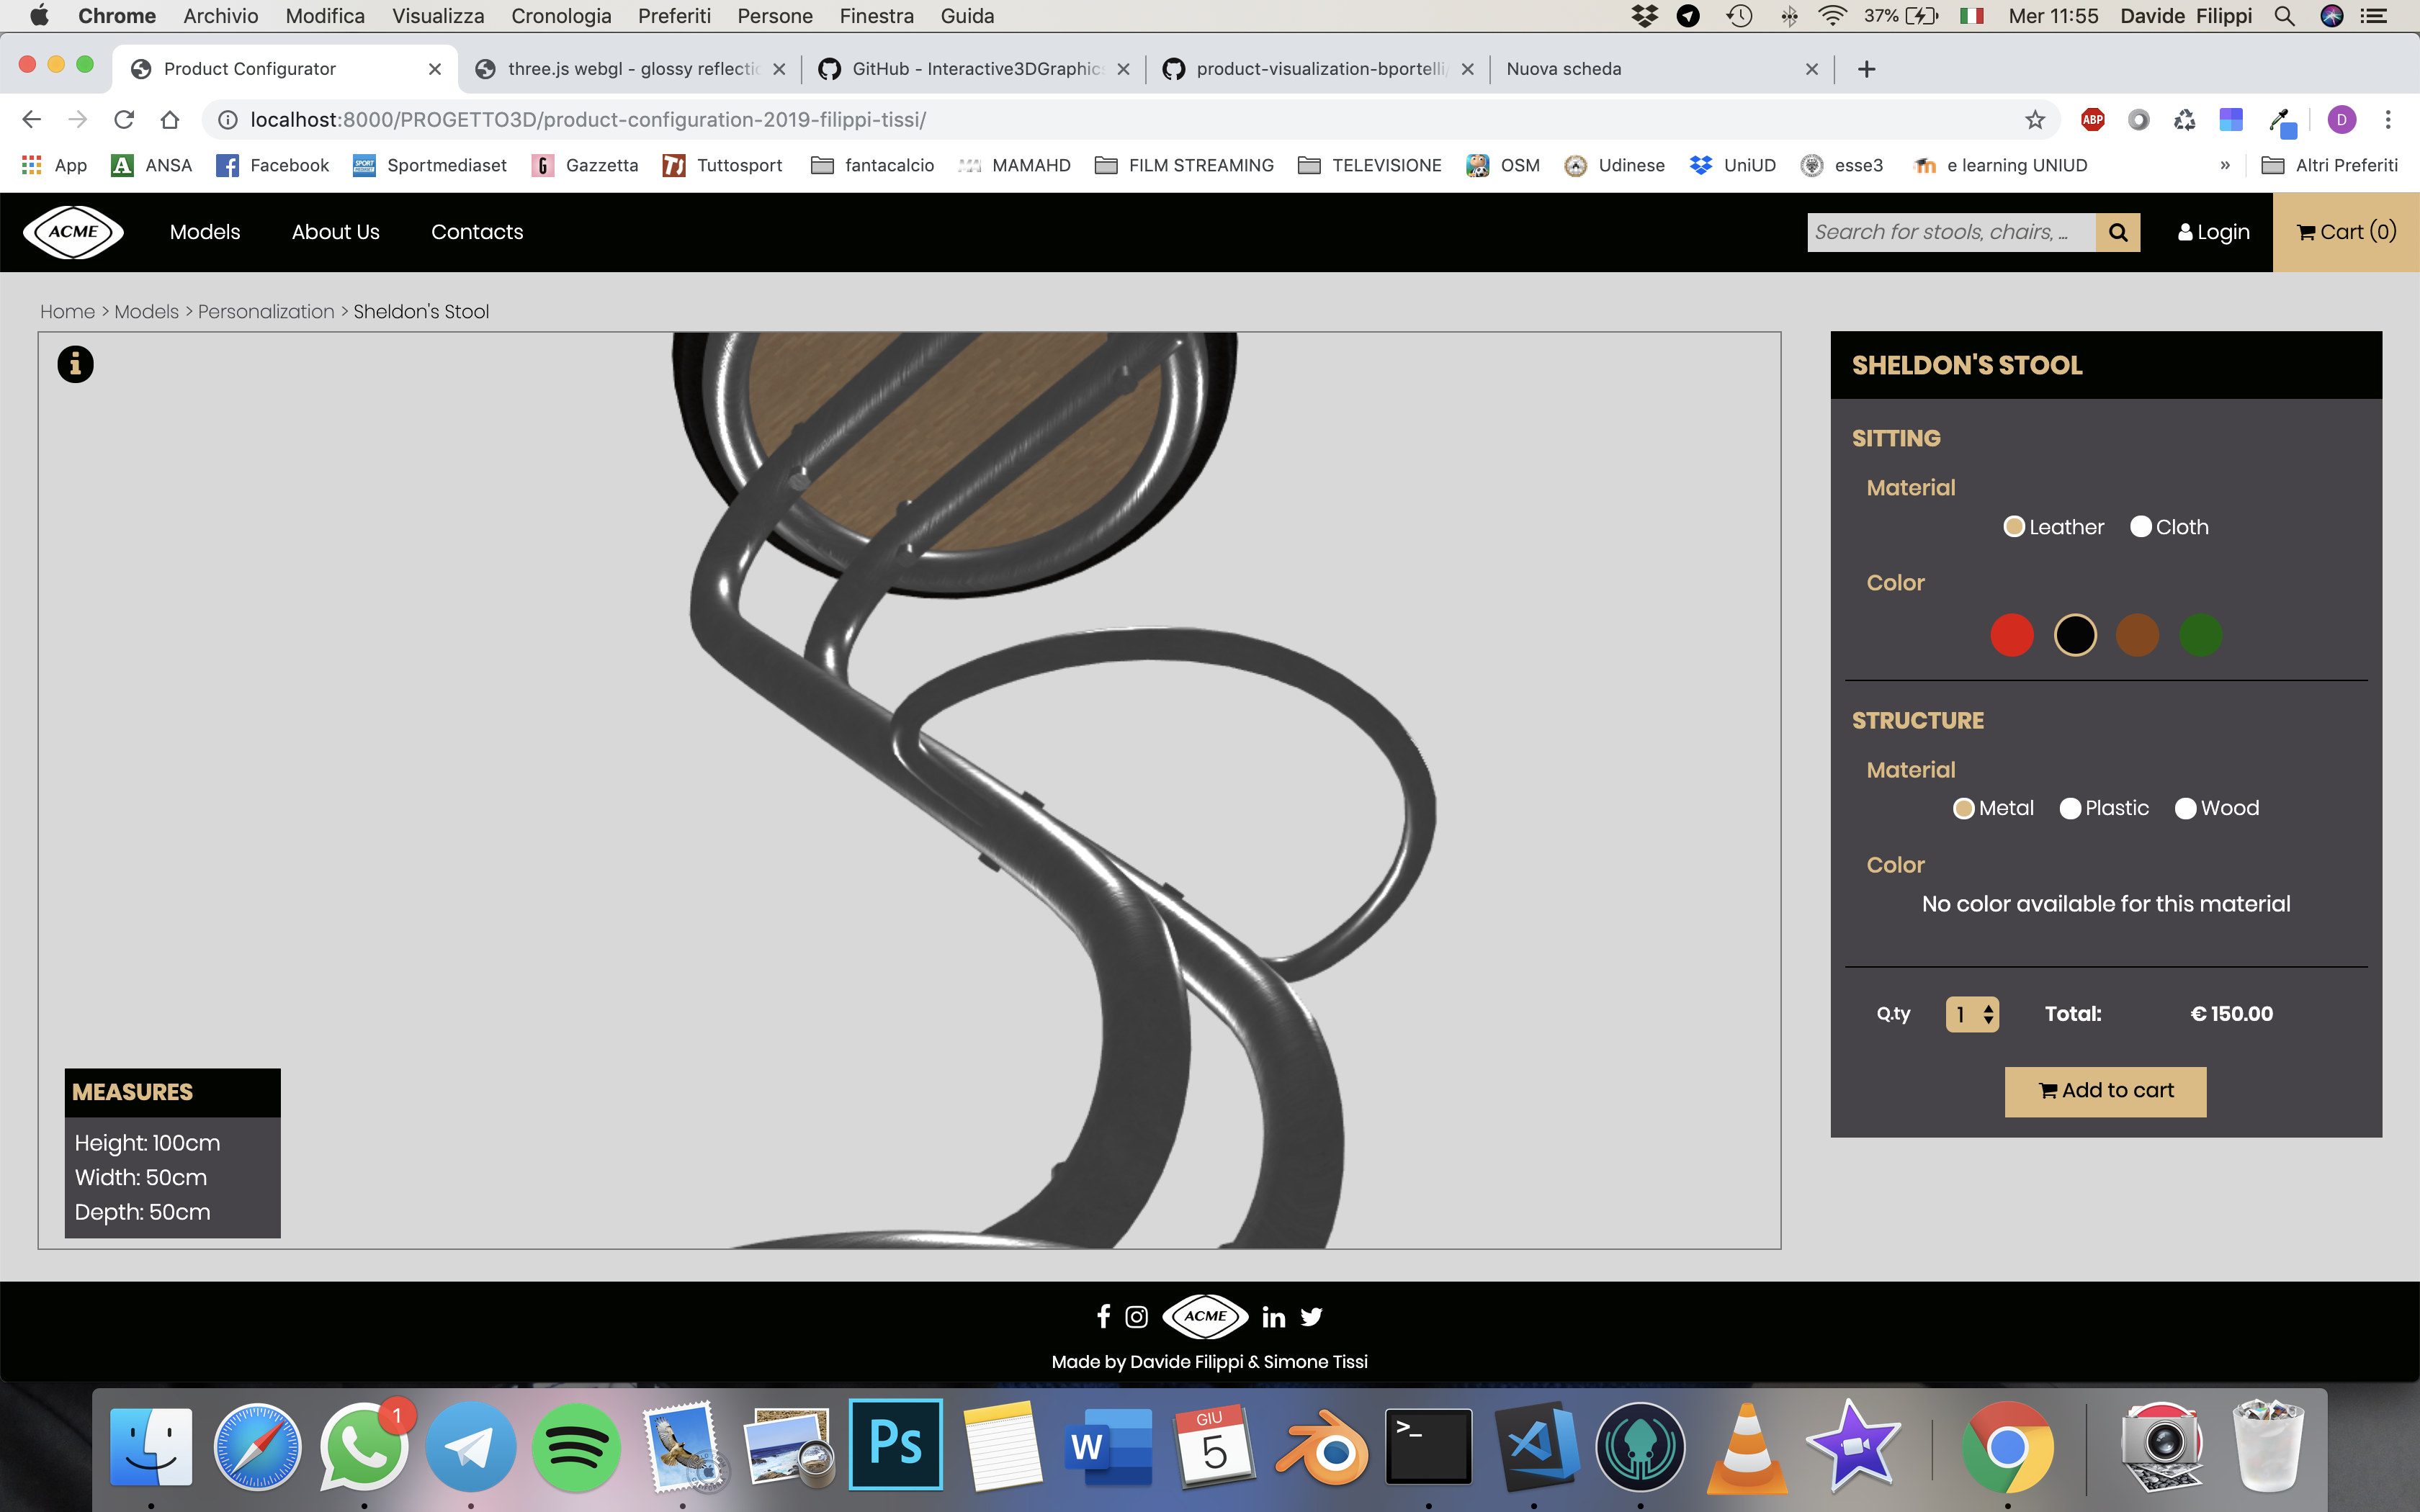 Chrome Archivio Modifica Visualizza Cronologia Preferiti Persone Finestra Guida 37% Mer 11:55 Davide Filippi
Product Configurator three.js webgl - glossy reflectic GitHub - Interactive3DGraphics product-visualization-bportelli/ Nuova scheda
localhost:8000/PROGETTO3D/product-configuration-2019-filippi-tissi/ ABP D
App A ANSA Facebook SPORT Sportmediaset G Gazzetta TS Tuttosport fantacalcio MAMAHD FILM STREAMING TELEVISIONE OSM Udinese UniUD esse3 e learning UNIUD » Altri Preferiti
ACME Models About Us Contacts Search for stools, chairs, ... Login Cart (0)
Home > Models > Personalization > Sheldon's Stool
SHELDON'S STOOL
SITTING
Material
Leather Cloth
Color
STRUCTURE
Material
Metal Plastic Wood
Color
No color available for this material
Q.ty 1 Total: € 150.00
Add to cart
MEASURES
Height: 100cm
Width: 50cm
Depth: 50cm
ACME
Made by Davide Filippi & Simone Tissi
1 Ps W GIU 5 >_